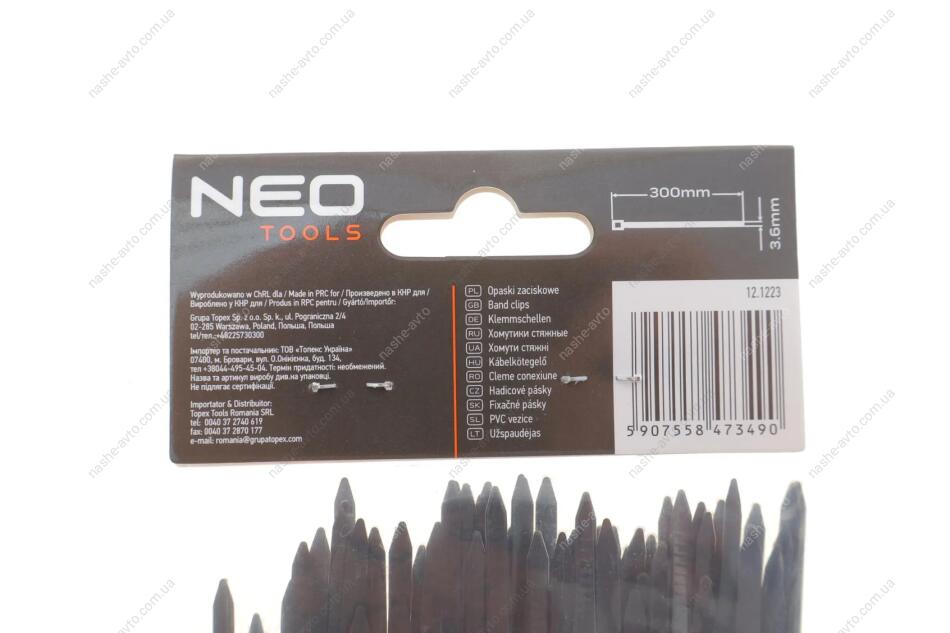 NEO
TOOLS
300mm
3.6mm
Wyprodukowano w ChRL dla / Made in PRC for / Произведено в КНР для /
Вироблено у КНР для / Produs in RPC pentru / Gyártó/Importőr:
Grupa Topex Sp. z o.o. Sp. k., ul. Pograniczna 2/4
02-285 Warszawa, Poland, Польша, Польща
tel/тел.:+48225730300
Імпортер та постачальник: ТОВ «Топекс Україна»
07400, м. Бровари, вул. О.Онікієнка, буд. 134,
тел +38044-495-45-04. Термін придатності: необмежений.
Назва та артикул виробу див.на упаковці.
Не підлягає сертифікації.
Importator & Distribuitor:
Topex Tools Romania SRL
tel: 0040 37 2740 619
fax: 0040 37 2870 177
e-mail: romania@grupatopex.com
PL Opaski zaciskowe
GB Band clips
DE Klemmschellen
RU Хомутики стяжные
UA Хомути стяжні
HU Kábelkötegelő
RO Cleme conexiune
CZ Hadicové pásky
SK Fixačné pásky
SL PVC vezice
LT Užspaudėjas
12.1223
5 907558 473490
nashe-avto.com.ua